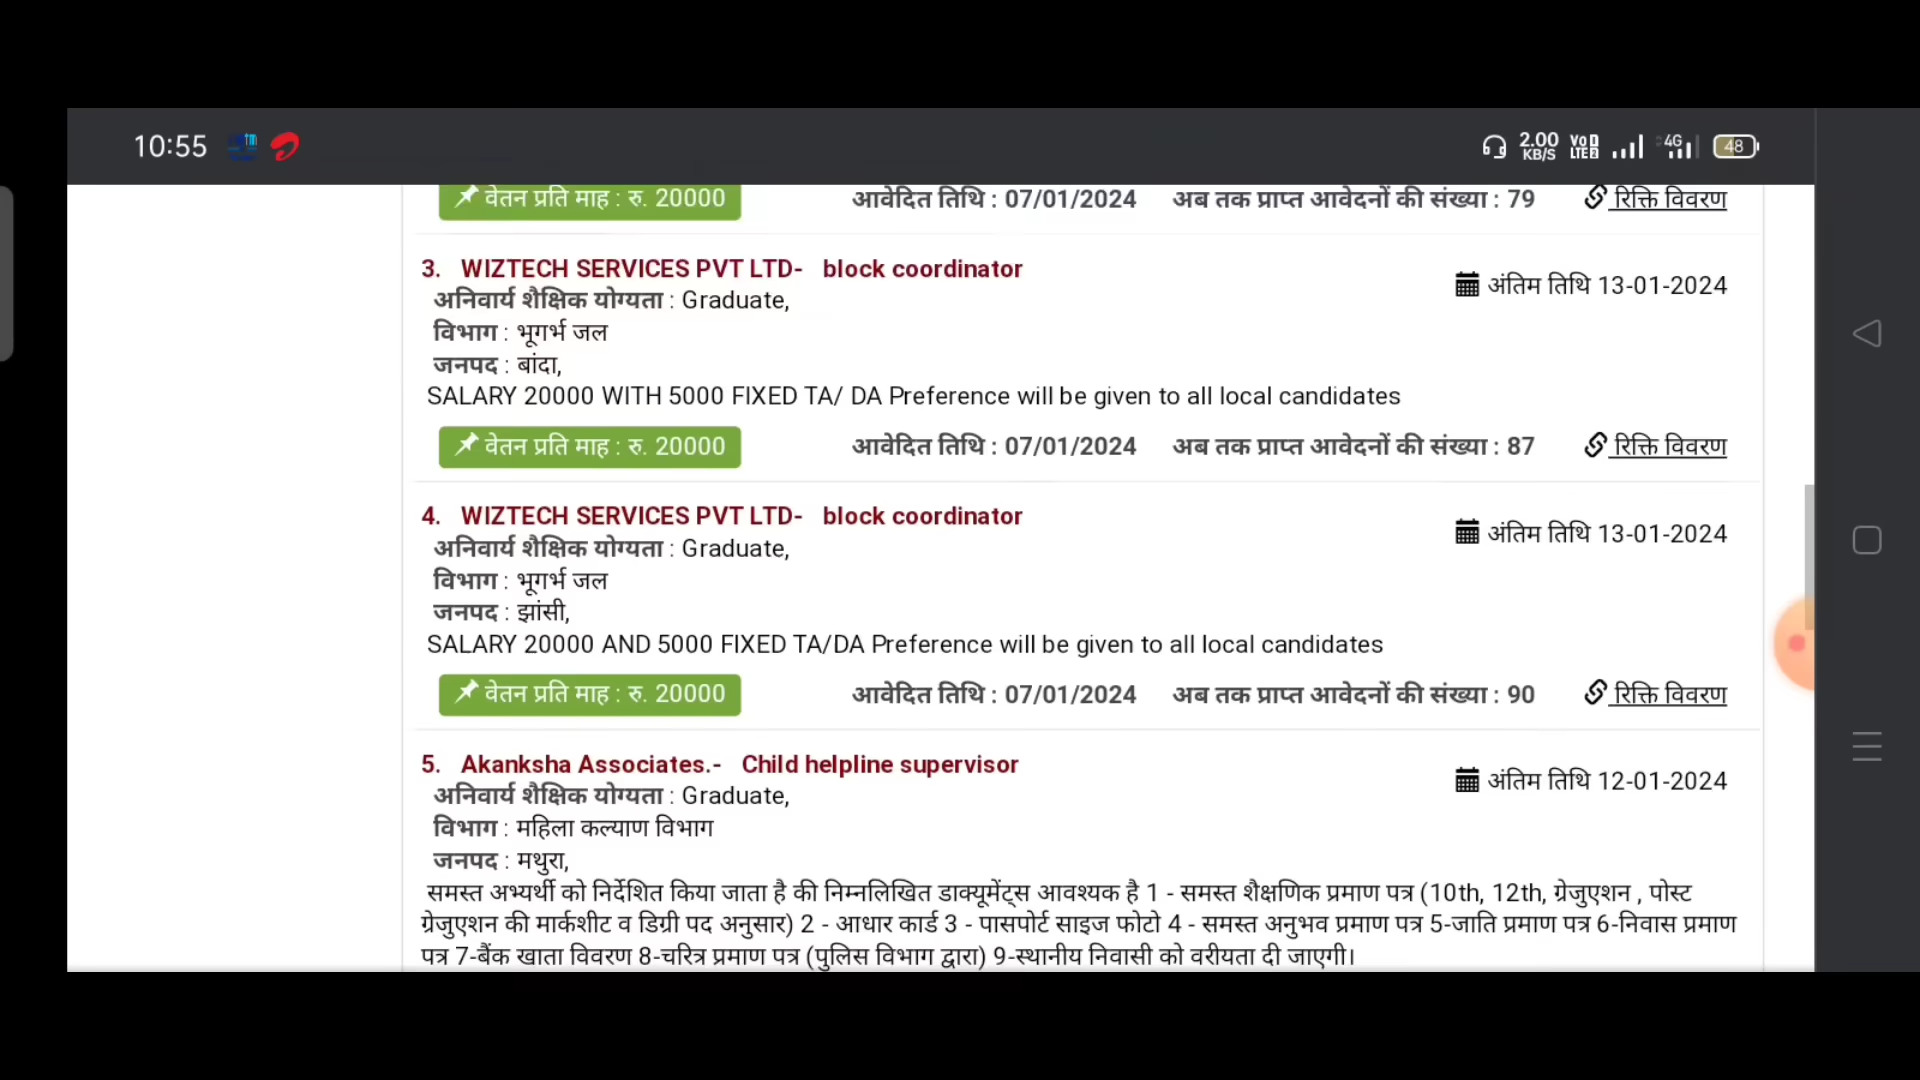 10:55 2.00 KB/S VO LTE 4G 48
वेतन प्रति माह : रु. 20000 आवेदित तिथि : 07/01/2024 अब तक प्राप्त आवेदनों की संख्या : 79 रिक्ति विवरण
3. WIZTECH SERVICES PVT LTD- block coordinator
अंतिम तिथि 13-01-2024
अनिवार्य शैक्षिक योग्यता : Graduate,
विभाग : भूगर्भ जल
जनपद : बांदा,
SALARY 20000 WITH 5000 FIXED TA/ DA Preference will be given to all local candidates
वेतन प्रति माह : रु. 20000 आवेदित तिथि : 07/01/2024 अब तक प्राप्त आवेदनों की संख्या : 87 रिक्ति विवरण
4. WIZTECH SERVICES PVT LTD- block coordinator
अंतिम तिथि 13-01-2024
अनिवार्य शैक्षिक योग्यता : Graduate,
विभाग : भूगर्भ जल
जनपद : झांसी,
SALARY 20000 AND 5000 FIXED TA/DA Preference will be given to all local candidates
वेतन प्रति माह : रु. 20000 आवेदित तिथि : 07/01/2024 अब तक प्राप्त आवेदनों की संख्या : 90 रिक्ति विवरण
5. Akanksha Associates.- Child helpline supervisor
अंतिम तिथि 12-01-2024
अनिवार्य शैक्षिक योग्यता : Graduate,
विभाग : महिला कल्याण विभाग
जनपद : मथुरा,
समस्त अभ्यर्थी को निर्देशित किया जाता है की निम्नलिखित डाक्यूमेंट्स आवश्यक है 1 - समस्त शैक्षणिक प्रमाण पत्र (10th, 12th, ग्रेजुएशन , पोस्ट
ग्रेजुएशन की मार्कशीट व डिग्री पद अनुसार) 2 - आधार कार्ड 3 - पासपोर्ट साइज फोटो 4 - समस्त अनुभव प्रमाण पत्र 5-जाति प्रमाण पत्र 6-निवास प्रमाण
पत्र 7-बैंक खाता विवरण 8-चरित्र प्रमाण पत्र (पुलिस विभाग द्वारा) 9-स्थानीय निवासी को वरीयता दी जाएगी।